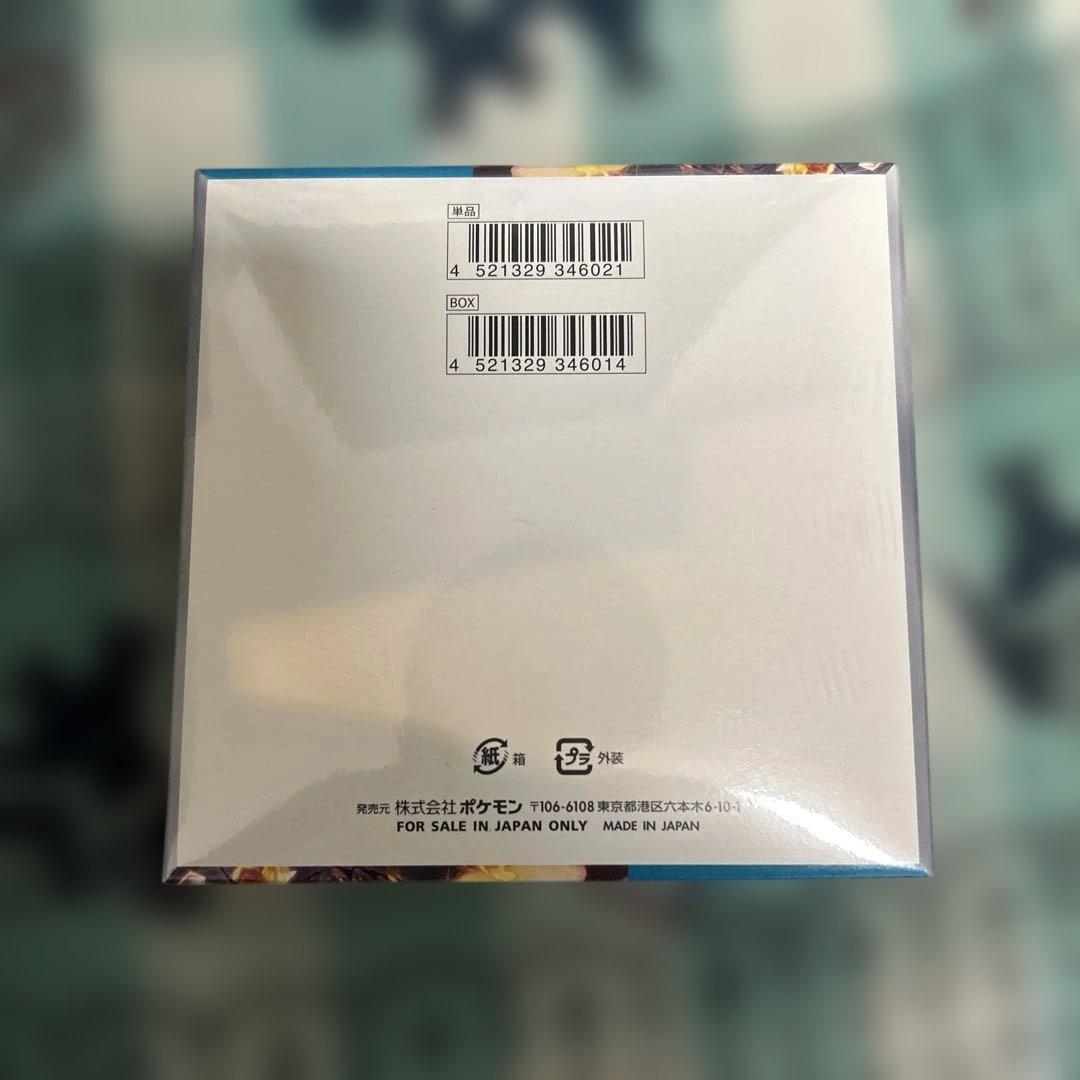 単品
4 521329 346021
BOX
4 521329 346014
紙 箱 プラ 外装
発売元 株式会社ポケモン 〒106-6108 東京都港区六本木6-10-1
FOR SALE IN JAPAN ONLY MADE IN JAPAN